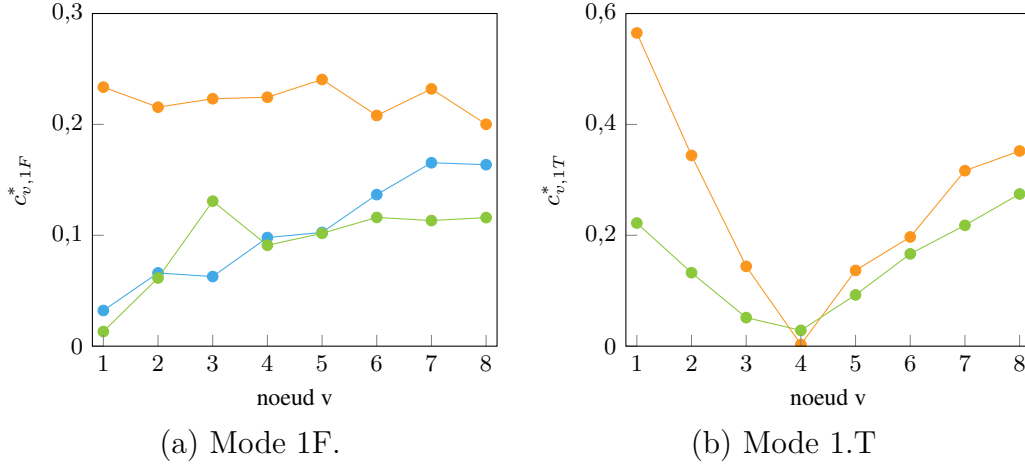 0,3
0,2
0,1
0
c*v,1F
1 2 3 4 5 6 7 8
noeud v
(a) Mode 1F.
0,6
0,4
0,2
0
c*v,1T
1 2 3 4 5 6 7 8
noeud v
(b) Mode 1.T